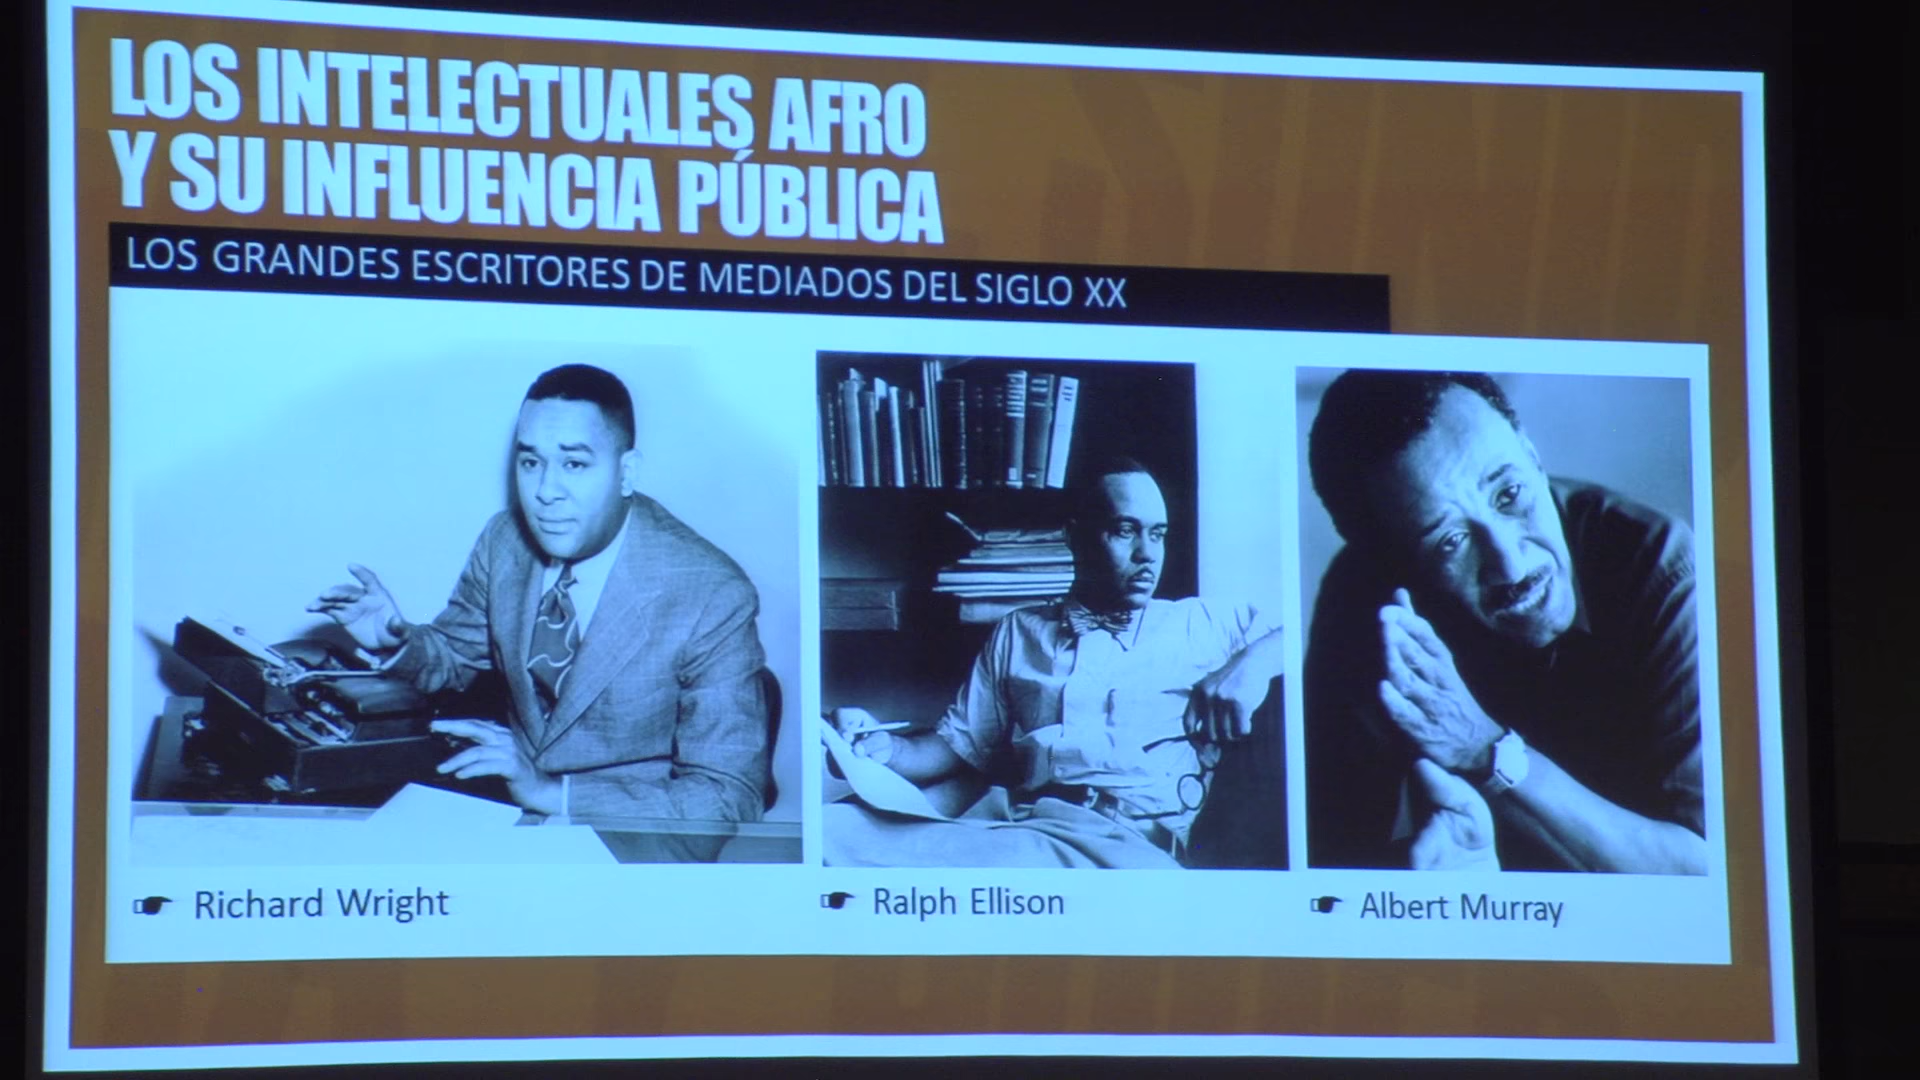 LOS INTELECTUALES AFRO
Y SU INFLUENCIA PÚBLICA
LOS GRANDES ESCRITORES DE MEDIADOS DEL SIGLO XX
Richard Wright
Ralph Ellison
Albert Murray